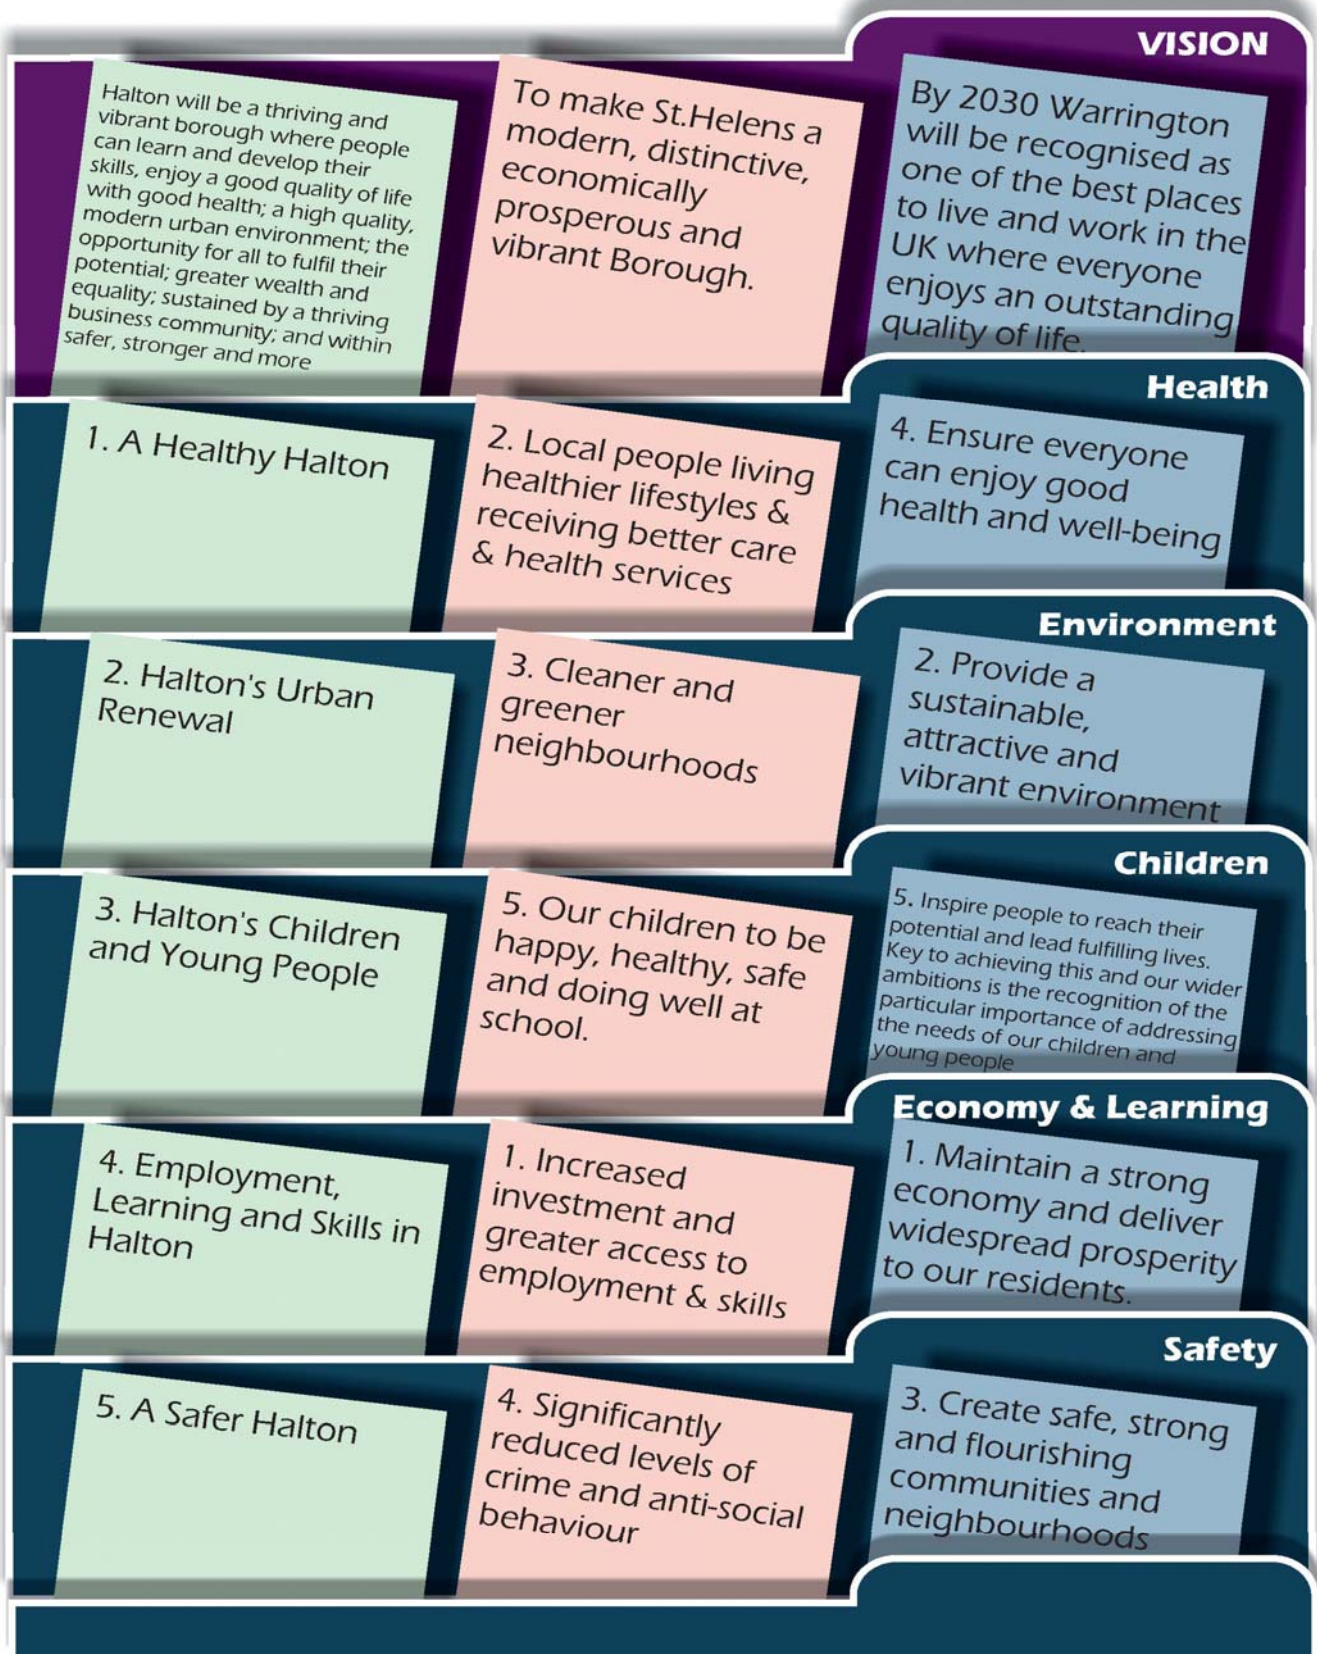 VISION
Halton will be a thriving and
vibrant borough where people
can learn and develop their
skills, enjoy a good quality of life
with good health; a high quality,
modern urban environment; the
opportunity for all to fulfil their
potential; greater wealth and
equality; sustained by a thriving
business community; and within
safer, stronger and more
To make St.Helens a
modern, distinctive,
economically
prosperous and
vibrant Borough.
By 2030 Warrington
will be recognised as
one of the best places
to live and work in the
UK where everyone
enjoys an outstanding
quality of life.
Health
1. A Healthy Halton
2. Local people living
healthier lifestyles &
receiving better care
& health services
4. Ensure everyone
can enjoy good
health and well-being
Environment
2. Halton's Urban
Renewal
3. Cleaner and
greener
neighbourhoods
2. Provide a
sustainable,
attractive and
vibrant environment
Children
3. Halton's Children
and Young People
5. Our children to be
happy, healthy, safe
and doing well at
school.
5. Inspire people to reach their
potential and lead fulfilling lives.
Key to achieving this and our wider
ambitions is the recognition of the
particular importance of addressing
the needs of our children and
young people
Economy & Learning
4. Employment,
Learning and Skills in
Halton
1. Increased
investment and
greater access to
employment & skills
1. Maintain a strong
economy and deliver
widespread prosperity
to our residents.
Safety
5. A Safer Halton
4. Significantly
reduced levels of
crime and anti-social
behaviour
3. Create safe, strong
and flourishing
communities and
neighbourhoods